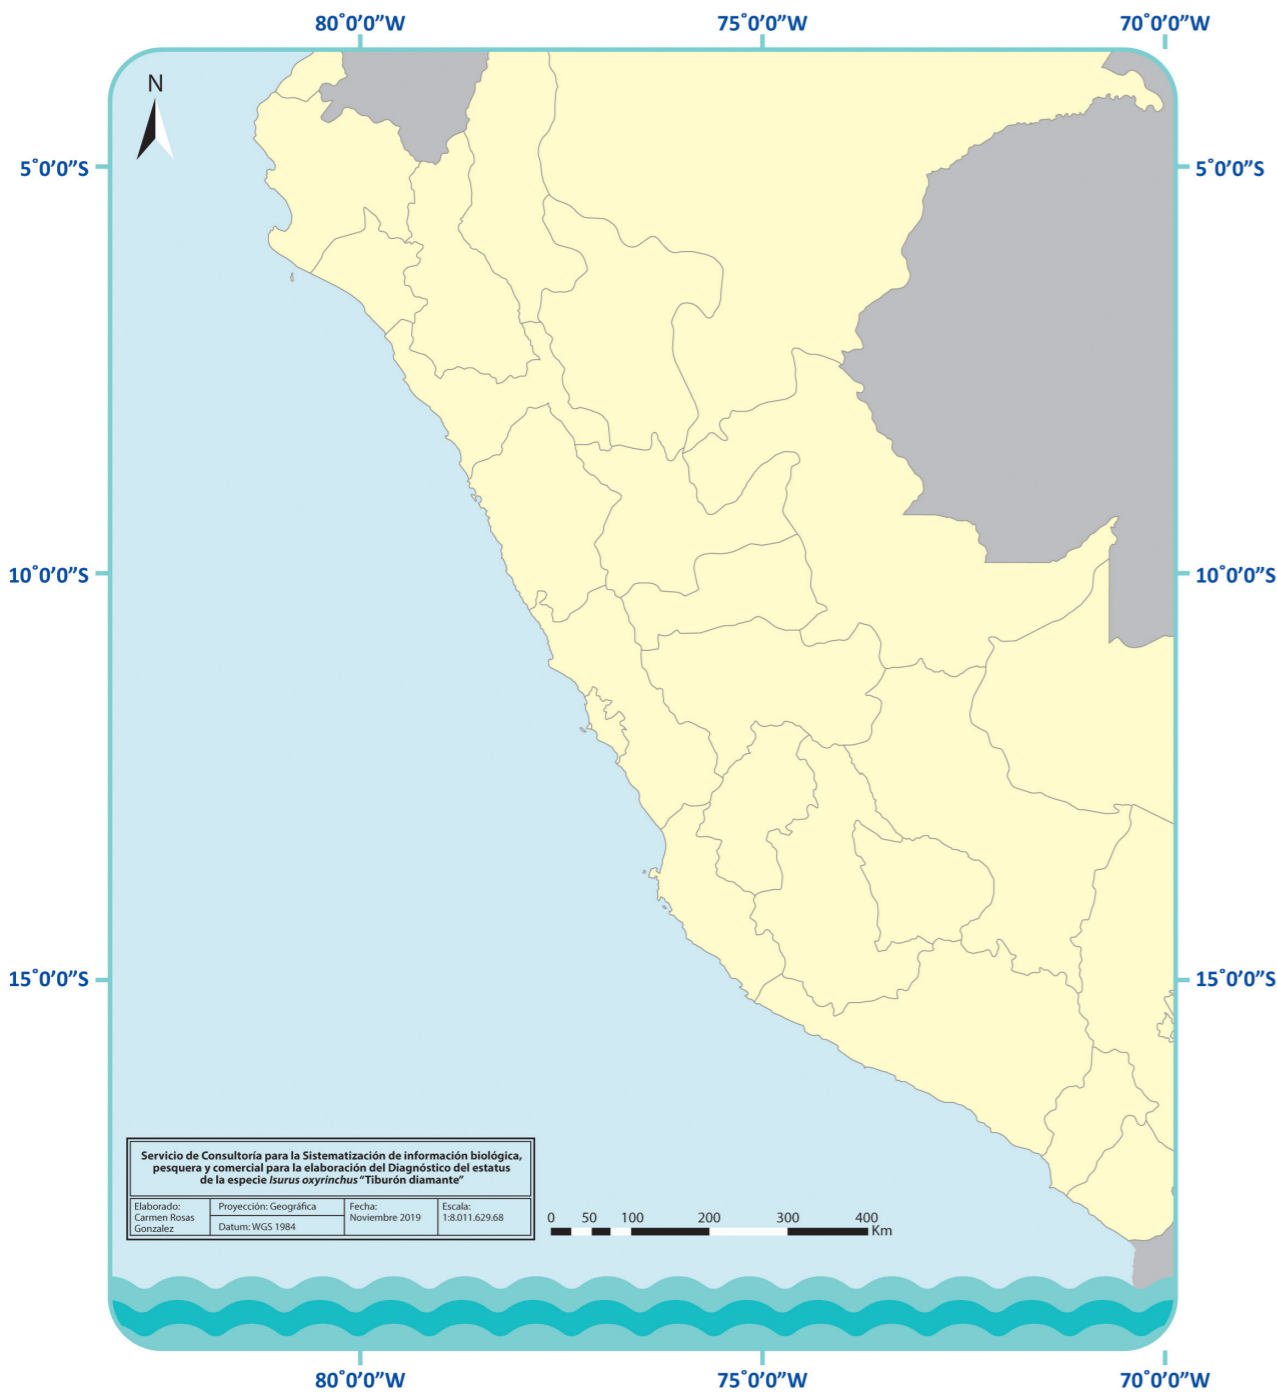 80˚0'0”W 75˚0'0”W 70˚0'0”W
N
5˚0'0”S 5˚0'0”S
10˚0'0”S 10˚0'0”S
15˚0'0”S 15˚0'0”S
Servicio de Consultoría para la Sistematización de información biológica,
pesquera y comercial para la elaboración del Diagnóstico del estatus
de la especie Isurus oxyrinchus “Tiburón diamante”
Elaborado:
Carmen Rosas
Gonzalez
Proyección: Geográfica
Datum: WGS 1984
Fecha:
Noviembre 2019
Escala:
1:8.011.629.68
0 50 100 200 300 400
Km
80˚0'0”W 75˚0'0”W 70˚0'0”W